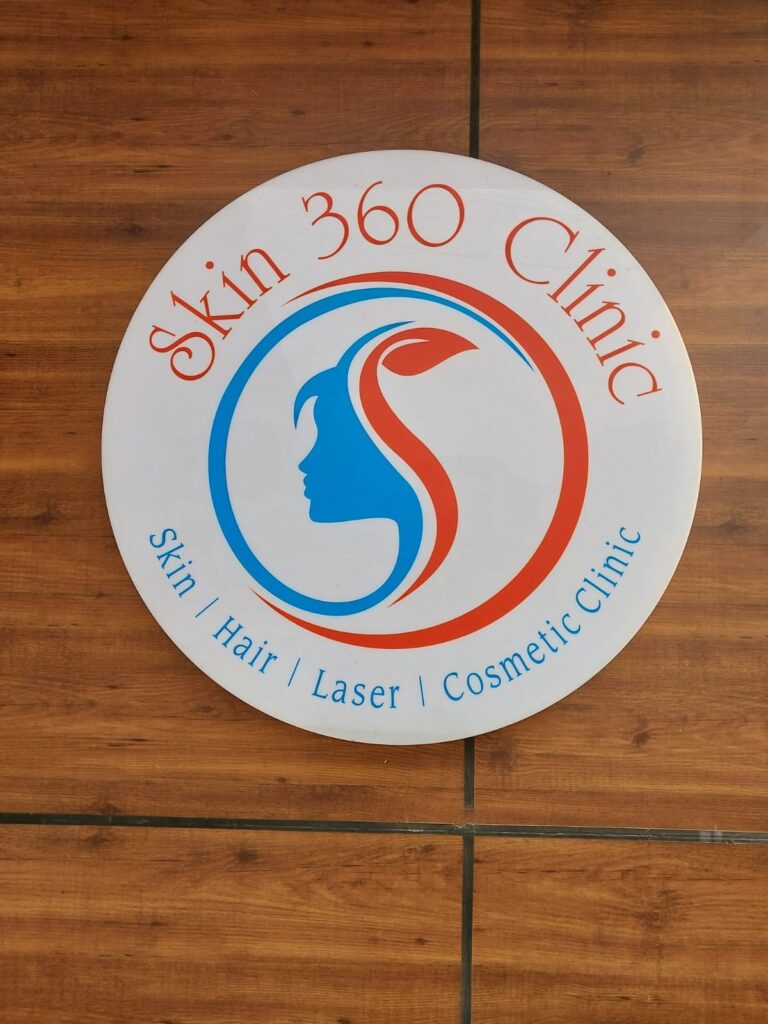 Skin 360 Clinic
Skin | Hair | Laser | Cosmetic Clinic